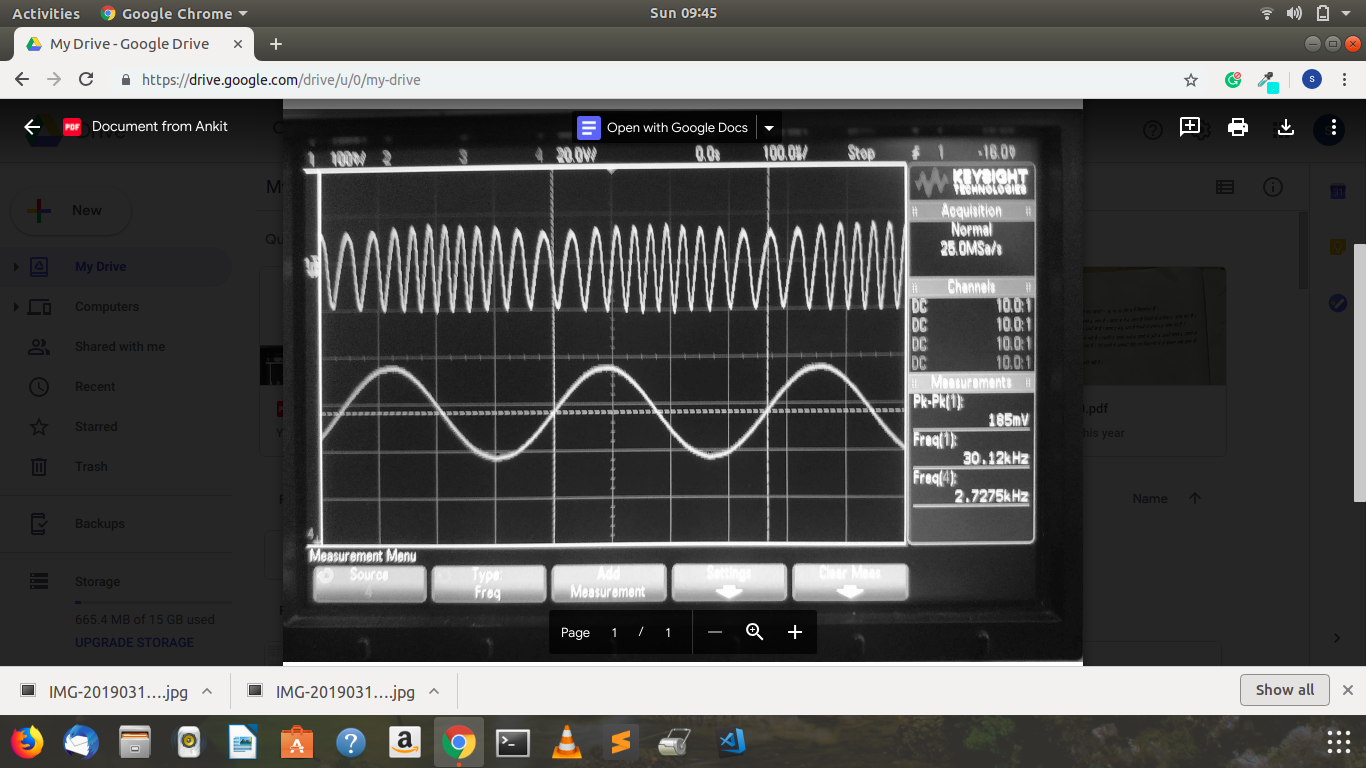 Activities Google Chrome Sun 09:45
My Drive - Google Drive
https://drive.google.com/drive/u/0/my-drive
PDF Document from Ankit
Open with Google Docs
1 100%/ 2 3 4 20.0V/ 0.0s 100.0%/ Stop 1 -16.0V
KEYSIGHT
TECHNOLOGIES
Acquisition
Normal
25.0MSa/s
Channels
DC 10.0:1
DC 10.0:1
DC 10.0:1
DC 10.0:1
Measurements
Pk-Pk(1):
185mV
Freq(1):
30.12kHz
Freq(4):
2.7275kHz
Measurement Menu
Source
4
Type:
Freq
Add
Measurement
Settings
Clear Meas
New
My Drive
Computers
Shared with me
Recent
Starred
Trash
Backups
Storage
665.4 MB of 15 GB used
UPGRADE STORAGE
.pdf
this year
Name
Page 1 / 1
IMG-2019031....jpg
IMG-2019031....jpg
Show all